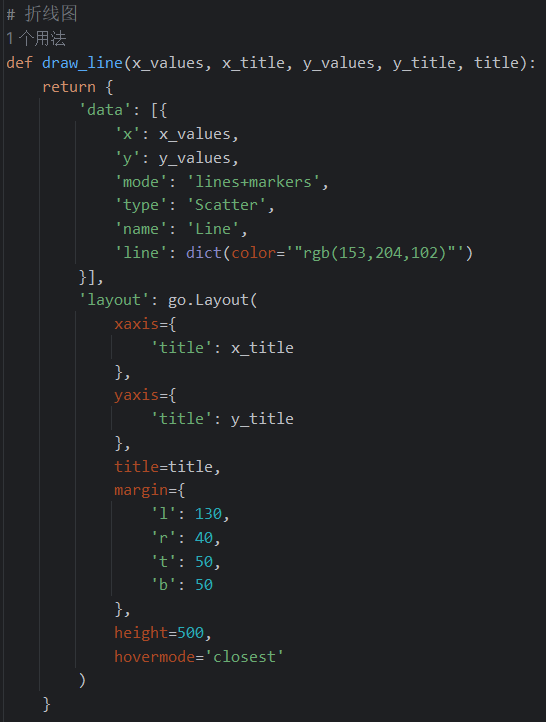 # 折线图
1 个用法
def draw_line(x_values, x_title, y_values, y_title, title):
    return {
        'data': [{
            'x': x_values,
            'y': y_values,
            'mode': 'lines+markers',
            'type': 'Scatter',
            'name': 'Line',
            'line': dict(color='"rgb(153,204,102)"')
        }],
        'layout': go.Layout(
            xaxis={
                'title': x_title
            },
            yaxis={
                'title': y_title
            },
            title=title,
            margin={
                'l': 130,
                'r': 40,
                't': 50,
                'b': 50
            },
            height=500,
            hovermode='closest'
        )
    }